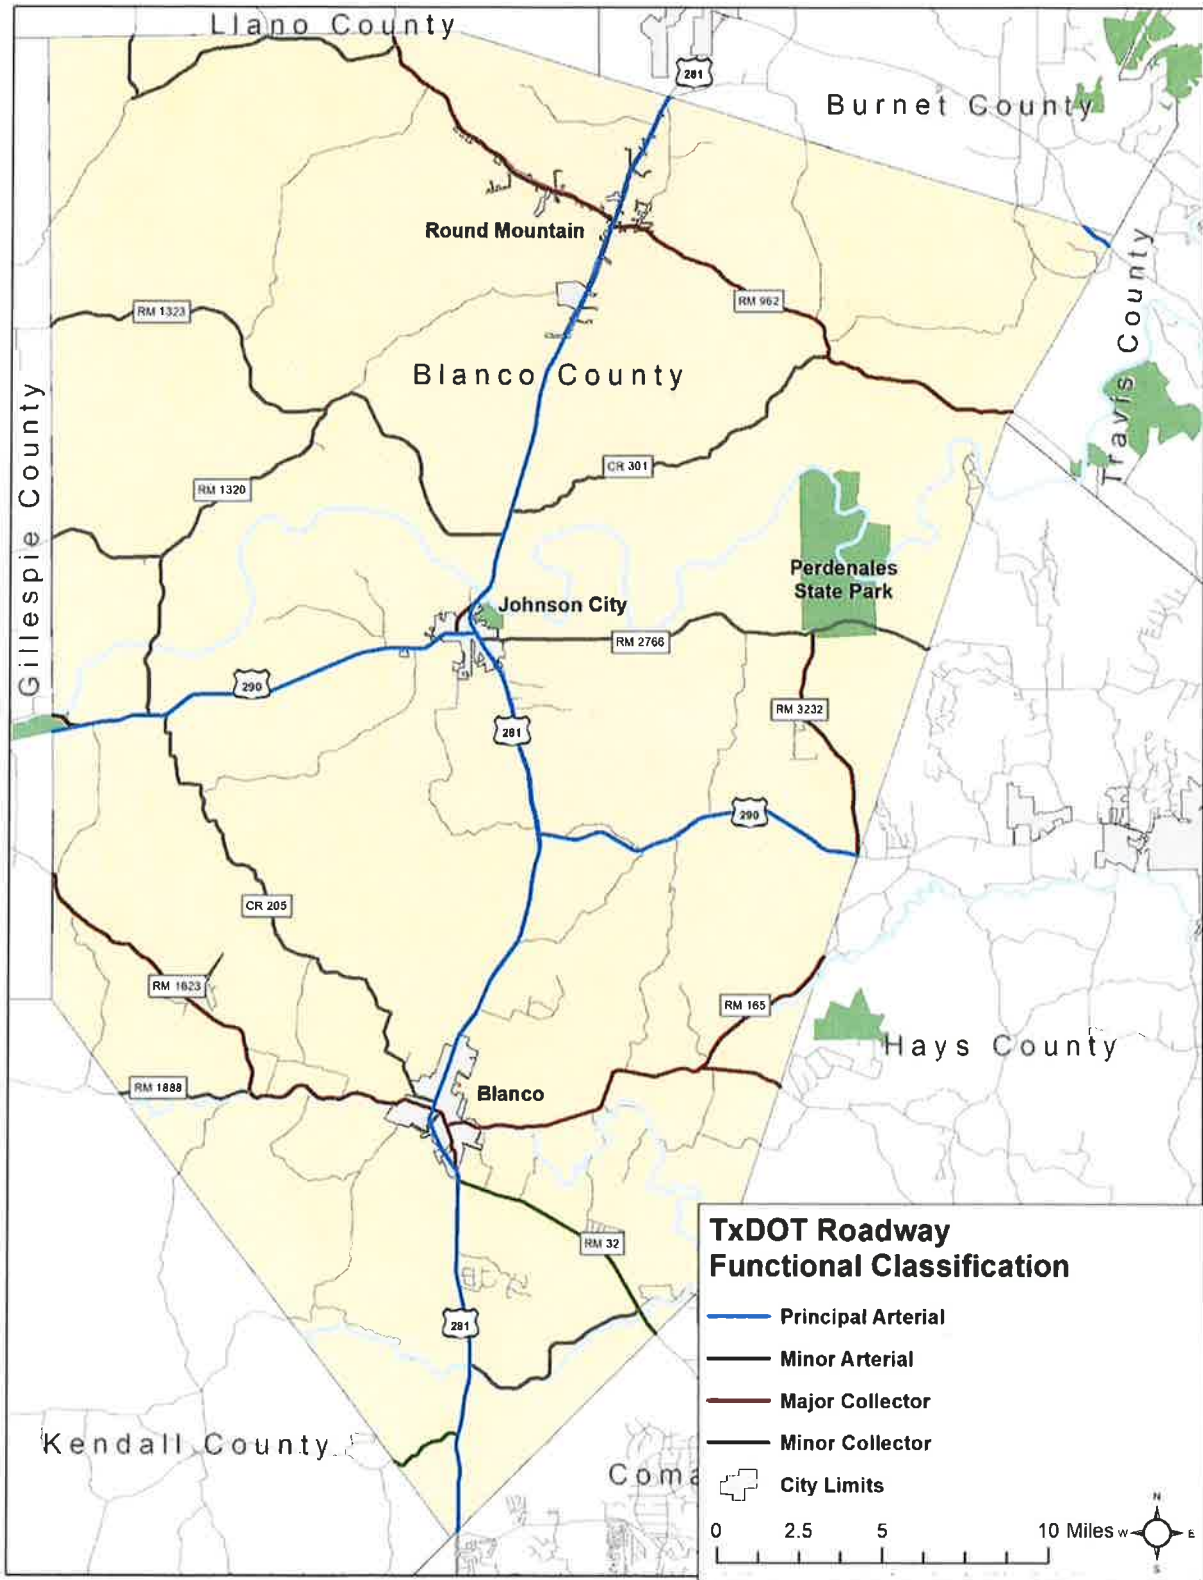 Llano County
281
Burnet County
Round Mountain
RM 1323
RM 962
Travis County
Blanco County
Gillespie County
CR 301
RM 1320
Perdenales
State Park
Johnson City
RM 2766
290
RM 3232
281
290
CR 205
RM 1623
RM 165
Hays County
RM 1888
Blanco
RM 32
281
Kendall County
Coma
TxDOT Roadway
Functional Classification
Principal Arterial
Minor Arterial
Major Collector
Minor Collector
City Limits
0 2.5 5 10 Miles
N
W E
S